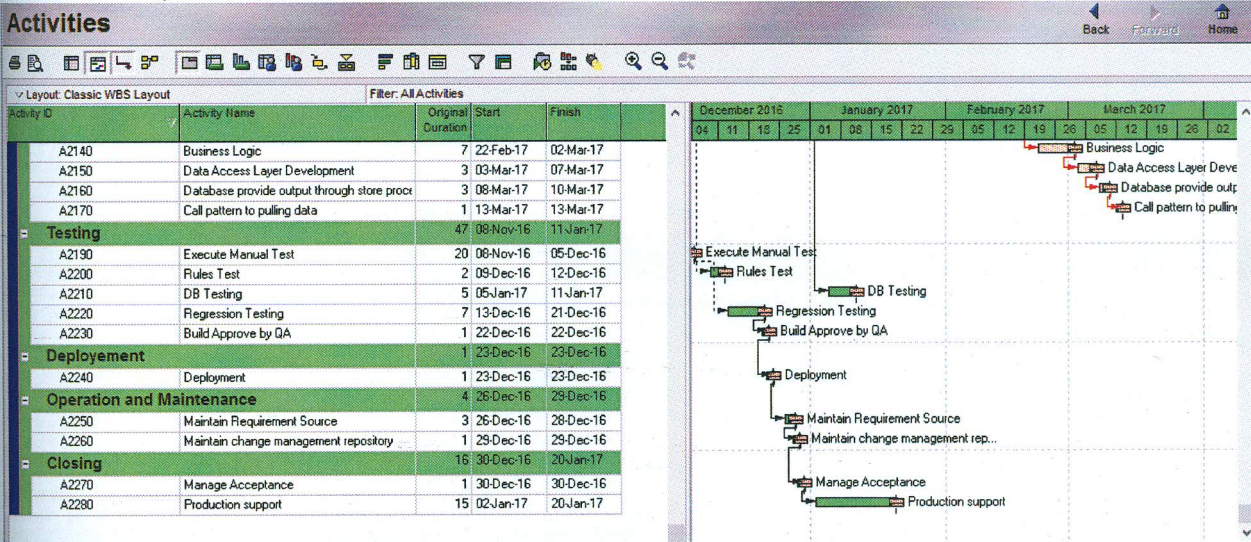 Activities
Back Forward Home
Layout: Classic WBS Layout Filter: All Activities
Activity ID Activity Name Original Duration Start Finish
December 2016 January 2017 February 2017 March 2017
04 11 18 25 01 08 15 22 29 05 12 19 26 05 12 19 26 02
A2140 Business Logic 7 22-Feb-17 02-Mar-17 Business Logic
A2150 Data Access Layer Development 3 03-Mar-17 07-Mar-17 Data Access Layer Deve
A2160 Database provide output through store proce 3 08-Mar-17 10-Mar-17 Database provide outp
A2170 Call pattern to pulling data 1 13-Mar-17 13-Mar-17 Call pattern to pulling
Testing 47 08-Nov-16 11-Jan-17
A2190 Execute Manual Test 20 08-Nov-16 05-Dec-16 Execute Manual Test
A2200 Rules Test 2 09-Dec-16 12-Dec-16 Rules Test
A2210 DB Testing 5 05-Jan-17 11-Jan-17 DB Testing
A2220 Regression Testing 7 13-Dec-16 21-Dec-16 Regression Testing
A2230 Build Approve by QA 1 22-Dec-16 22-Dec-16 Build Approve by QA
Deployement 1 23-Dec-16 23-Dec-16
A2240 Deployment 1 23-Dec-16 23-Dec-16 Deployment
Operation and Maintenance 4 26-Dec-16 29-Dec-16
A2250 Maintain Requirement Source 3 26-Dec-16 28-Dec-16 Maintain Requirement Source
A2260 Maintain change management repository 1 29-Dec-16 29-Dec-16 Maintain change management rep...
Closing 16 30-Dec-16 20-Jan-17
A2270 Manage Acceptance 1 30-Dec-16 30-Dec-16 Manage Acceptance
A2280 Production support 15 02-Jan-17 20-Jan-17 Production support